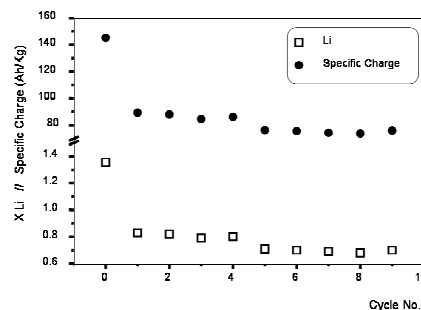 160
140
120
100
80
1.4
1.2
1.0
0.8
0.6
X Li // Specific Charge (Ah/Kg)
Li
Specific Charge
0 2 4 6 8 1
Cycle No.